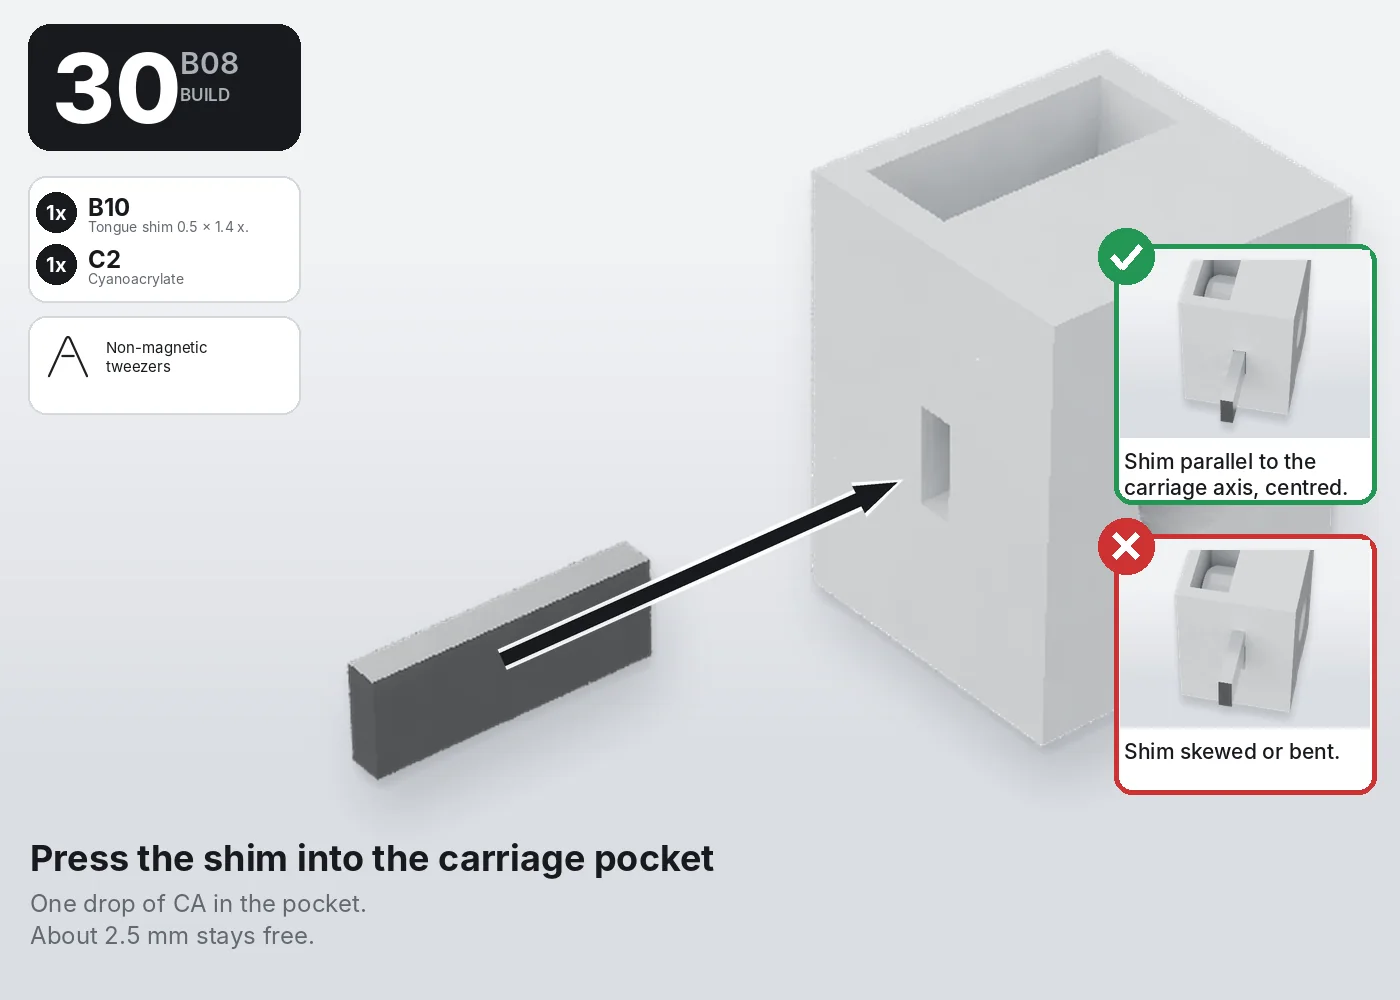 30
B08
BUILD
1x
B10
Tongue shim 0.5 × 1.4 x.
1x
C2
Cyanoacrylate
Non-magnetic
tweezers
Shim parallel to the
carriage axis, centred.
Shim skewed or bent.
Press the shim into the carriage pocket
One drop of CA in the pocket.
About 2.5 mm stays free.